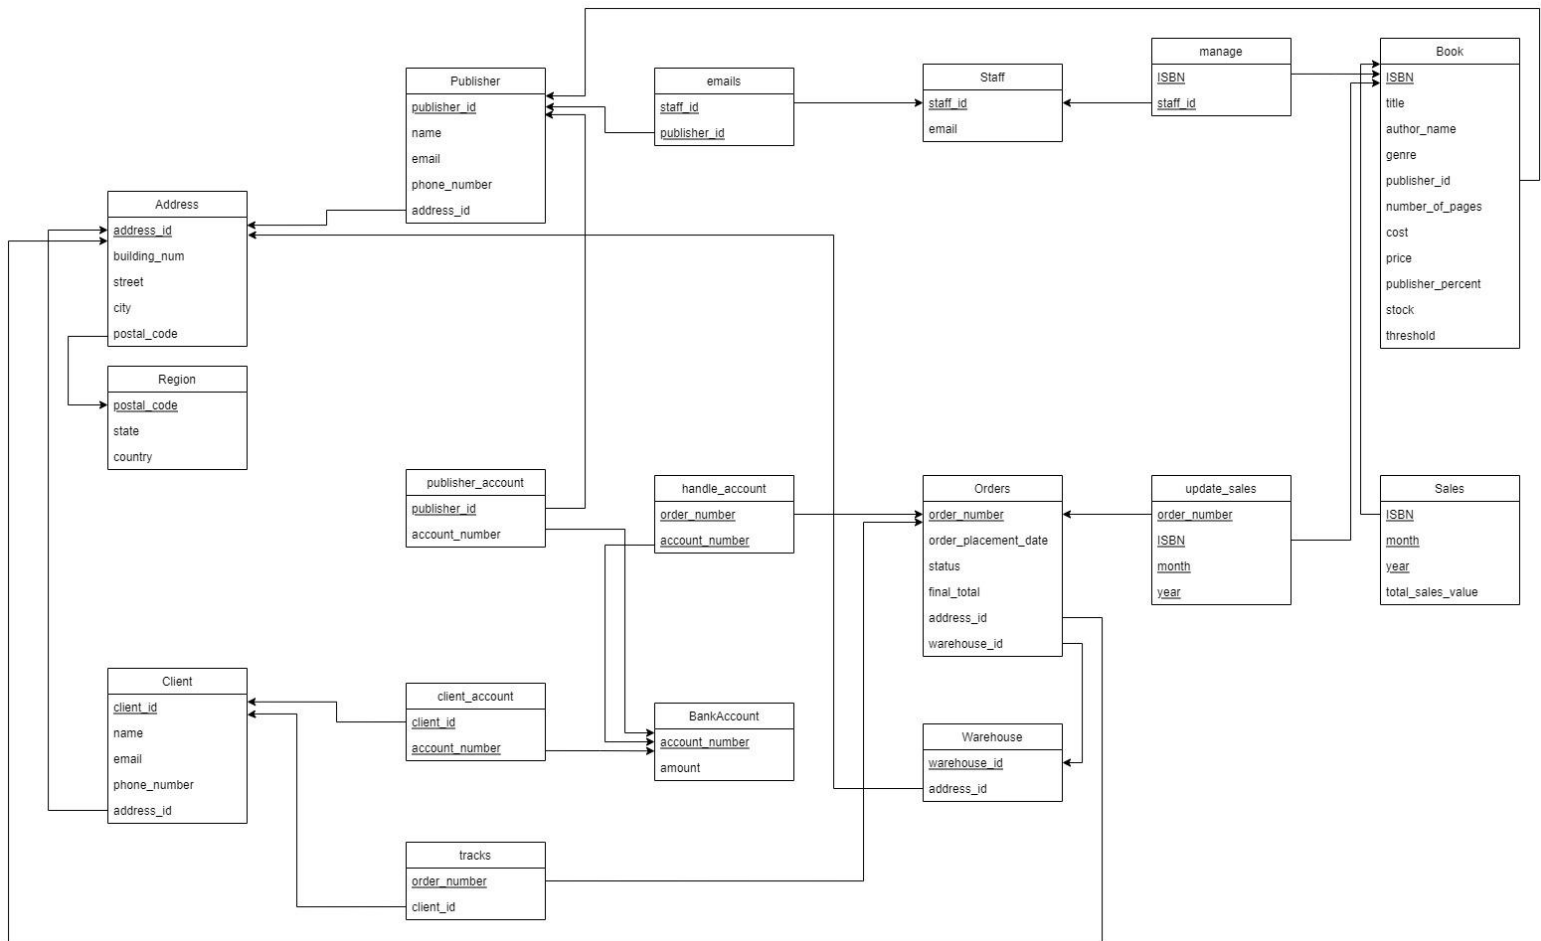 manage
ISBN
staff_id
Book
ISBN
title
author_name
genre
publisher_id
number_of_pages
cost
price
publisher_percent
stock
threshold
Staff
staff_id
email
emails
staff_id
publisher_id
Publisher
publisher_id
name
email
phone_number
address_id
Address
address_id
building_num
street
city
postal_code
Region
postal_code
state
country
publisher_account
publisher_id
account_number
handle_account
order_number
account_number
Orders
order_number
order_placement_date
status
final_total
address_id
warehouse_id
update_sales
order_number
ISBN
month
year
Sales
ISBN
month
year
total_sales_value
Client
client_id
name
email
phone_number
address_id
client_account
client_id
account_number
BankAccount
account_number
amount
Warehouse
warehouse_id
address_id
tracks
order_number
client_id